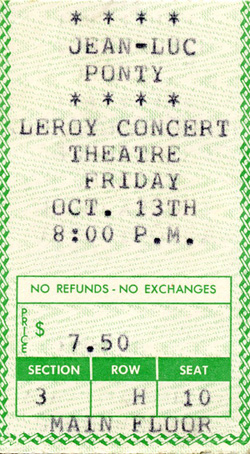 * * * *
JEAN-LUC
PONTY
* * * *
LEROY CONCERT
THEATRE
FRIDAY
OCT. 13TH
8:00 P.M.
NO REFUNDS - NO EXCHANGES
PRICE $ 7.50
SECTION ROW SEAT
3 H 10
MAIN FLOOR